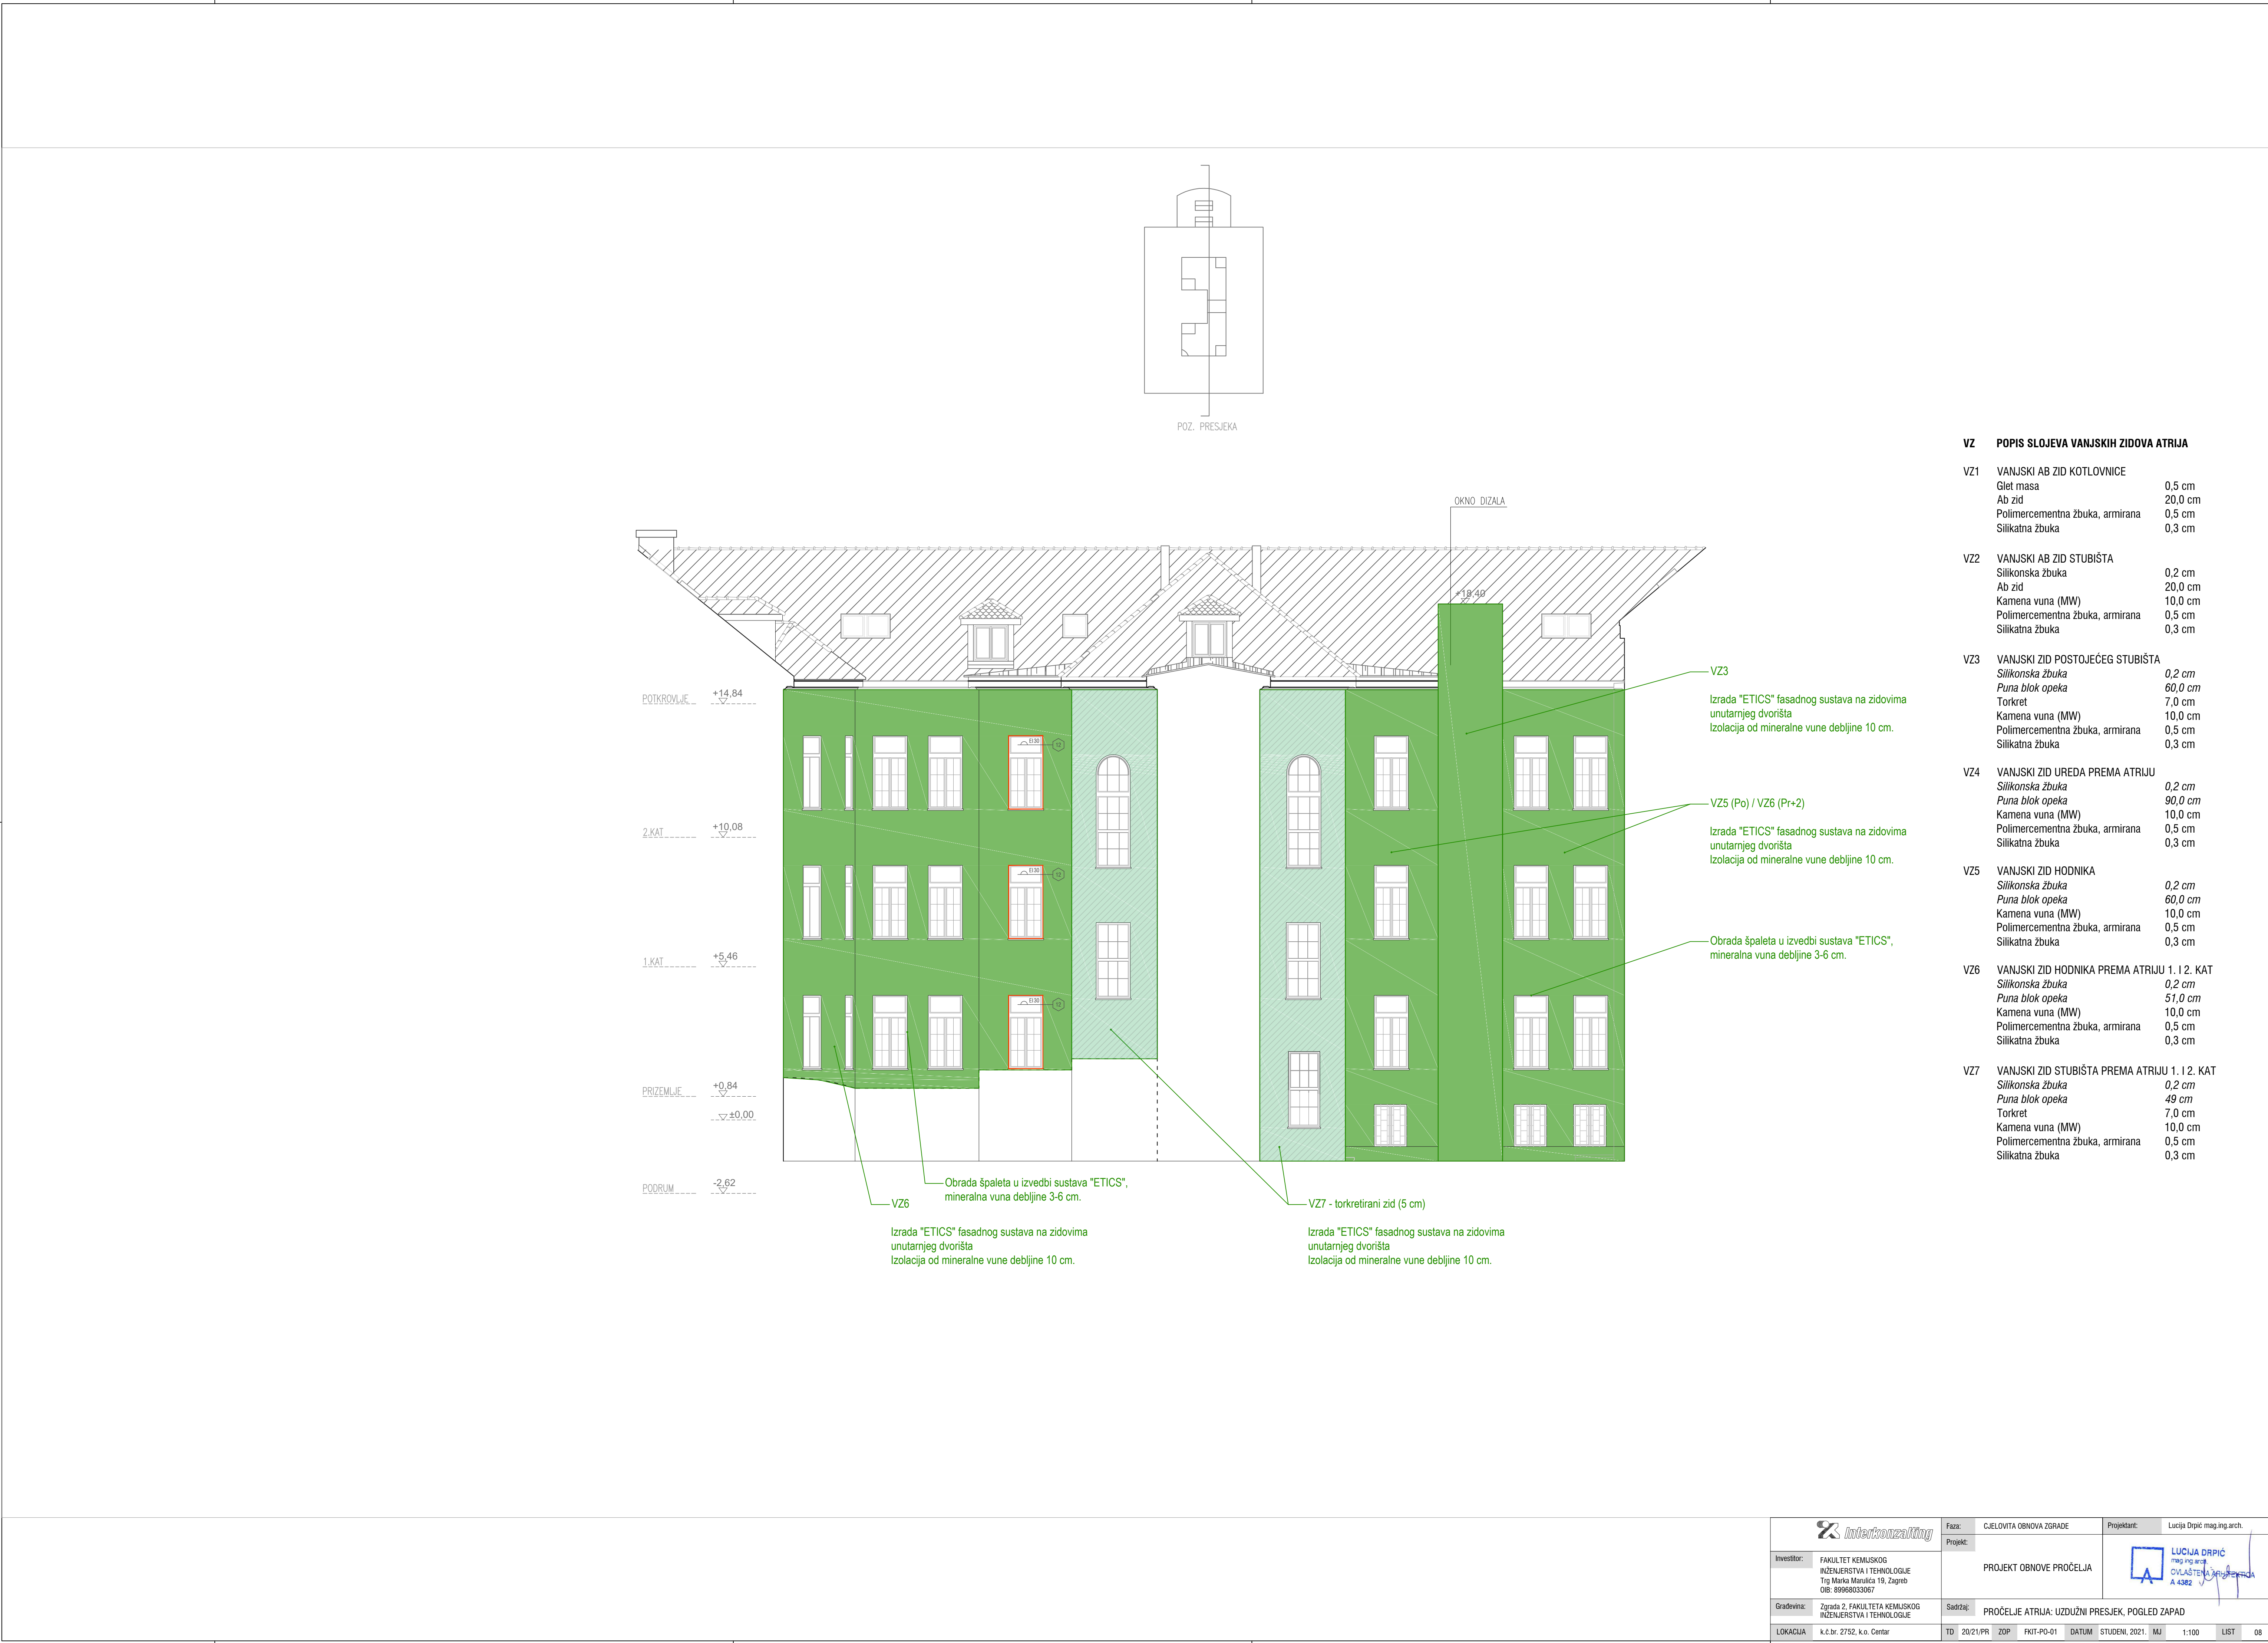 POZ. PRESJEKA
OKNO DIZALA
+18,40
POTKROVLJE
+14,84
2.KAT
+10,08
1.KAT
+5,46
PRIZEMLJE
+0,84
±0,00
PODRUM
-2,62
EI30
12
EI30
12
EI30
12
VZ3
Izrada "ETICS" fasadnog sustava na zidovima
unutarnjeg dvorišta
Izolacija od mineralne vune debljine 10 cm.
VZ5 (Po) / VZ6 (Pr+2)
Izrada "ETICS" fasadnog sustava na zidovima
unutarnjeg dvorišta
Izolacija od mineralne vune debljine 10 cm.
Obrada špaleta u izvedbi sustava "ETICS",
mineralna vuna debljine 3-6 cm.
Obrada špaleta u izvedbi sustava "ETICS",
mineralna vuna debljine 3-6 cm.
VZ6
Izrada "ETICS" fasadnog sustava na zidovima
unutarnjeg dvorišta
Izolacija od mineralne vune debljine 10 cm.
VZ7 - torkretirani zid (5 cm)
Izrada "ETICS" fasadnog sustava na zidovima
unutarnjeg dvorišta
Izolacija od mineralne vune debljine 10 cm.
VZ POPIS SLOJEVA VANJSKIH ZIDOVA ATRIJA
VZ1 VANJSKI AB ZID KOTLOVNICE
Glet masa 0,5 cm
Ab zid 20,0 cm
Polimercementna žbuka, armirana 0,5 cm
Silikatna žbuka 0,3 cm
VZ2 VANJSKI AB ZID STUBIŠTA
Silikonska žbuka 0,2 cm
Ab zid 20,0 cm
Kamena vuna (MW) 10,0 cm
Polimercementna žbuka, armirana 0,5 cm
Silikatna žbuka 0,3 cm
VZ3 VANJSKI ZID POSTOJEĆEG STUBIŠTA
Silikonska žbuka 0,2 cm
Puna blok opeka 60,0 cm
Torkret 7,0 cm
Kamena vuna (MW) 10,0 cm
Polimercementna žbuka, armirana 0,5 cm
Silikatna žbuka 0,3 cm
VZ4 VANJSKI ZID UREDA PREMA ATRIJU
Silikonska žbuka 0,2 cm
Puna blok opeka 90,0 cm
Kamena vuna (MW) 10,0 cm
Polimercementna žbuka, armirana 0,5 cm
Silikatna žbuka 0,3 cm
VZ5 VANJSKI ZID HODNIKA
Silikonska žbuka 0,2 cm
Puna blok opeka 60,0 cm
Kamena vuna (MW) 10,0 cm
Polimercementna žbuka, armirana 0,5 cm
Silikatna žbuka 0,3 cm
VZ6 VANJSKI ZID HODNIKA PREMA ATRIJU 1. I 2. KAT
Silikonska žbuka 0,2 cm
Puna blok opeka 51,0 cm
Kamena vuna (MW) 10,0 cm
Polimercementna žbuka, armirana 0,5 cm
Silikatna žbuka 0,3 cm
VZ7 VANJSKI ZID STUBIŠTA PREMA ATRIJU 1. I 2. KAT
Silikonska žbuka 0,2 cm
Puna blok opeka 49 cm
Torkret 7,0 cm
Kamena vuna (MW) 10,0 cm
Polimercementna žbuka, armirana 0,5 cm
Silikatna žbuka 0,3 cm
Interkonzalting
Investitor: FAKULTET KEMIJSKOG
INŽENJERSTVA I TEHNOLOGIJE
Trg Marka Marulića 19, Zagreb
OIB: 89968033067
Građevina: Zgrada 2, FAKULTETA KEMIJSKOG
INŽENJERSTVA I TEHNOLOGIJE
LOKACIJA k.č.br. 2752, k.o. Centar
Faza: CJELOVITA OBNOVA ZGRADE
Projekt:
PROJEKT OBNOVE PROČELJA
Projektant: Lucija Drpić mag.ing.arch.
LUCIJA DRPIĆ
mag.ing.arch.
OVLAŠTENA ARHITEKTICA
A 4382
Sadržaj: PROČELJE ATRIJA: UZDUŽNI PRESJEK, POGLED ZAPAD
TD 20/21/PR ZOP FKIT-PO-01 DATUM STUDENI, 2021. MJ 1:100 LIST 08